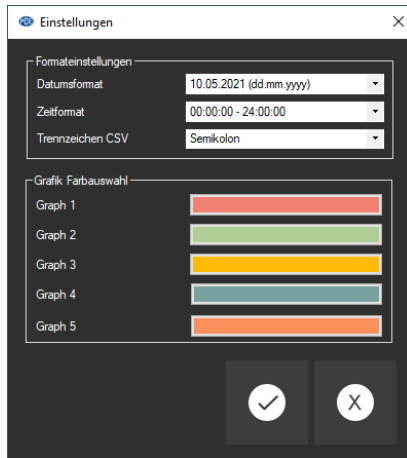 Einstellungen
Formateinstellungen
Datumsformat 10.05.2021 (dd.mm.yyyy)
Zeitformat 00:00:00 - 24:00:00
Trennzeichen CSV Semikolon
Grafik Farbauswahl
Graph 1
Graph 2
Graph 3
Graph 4
Graph 5
X